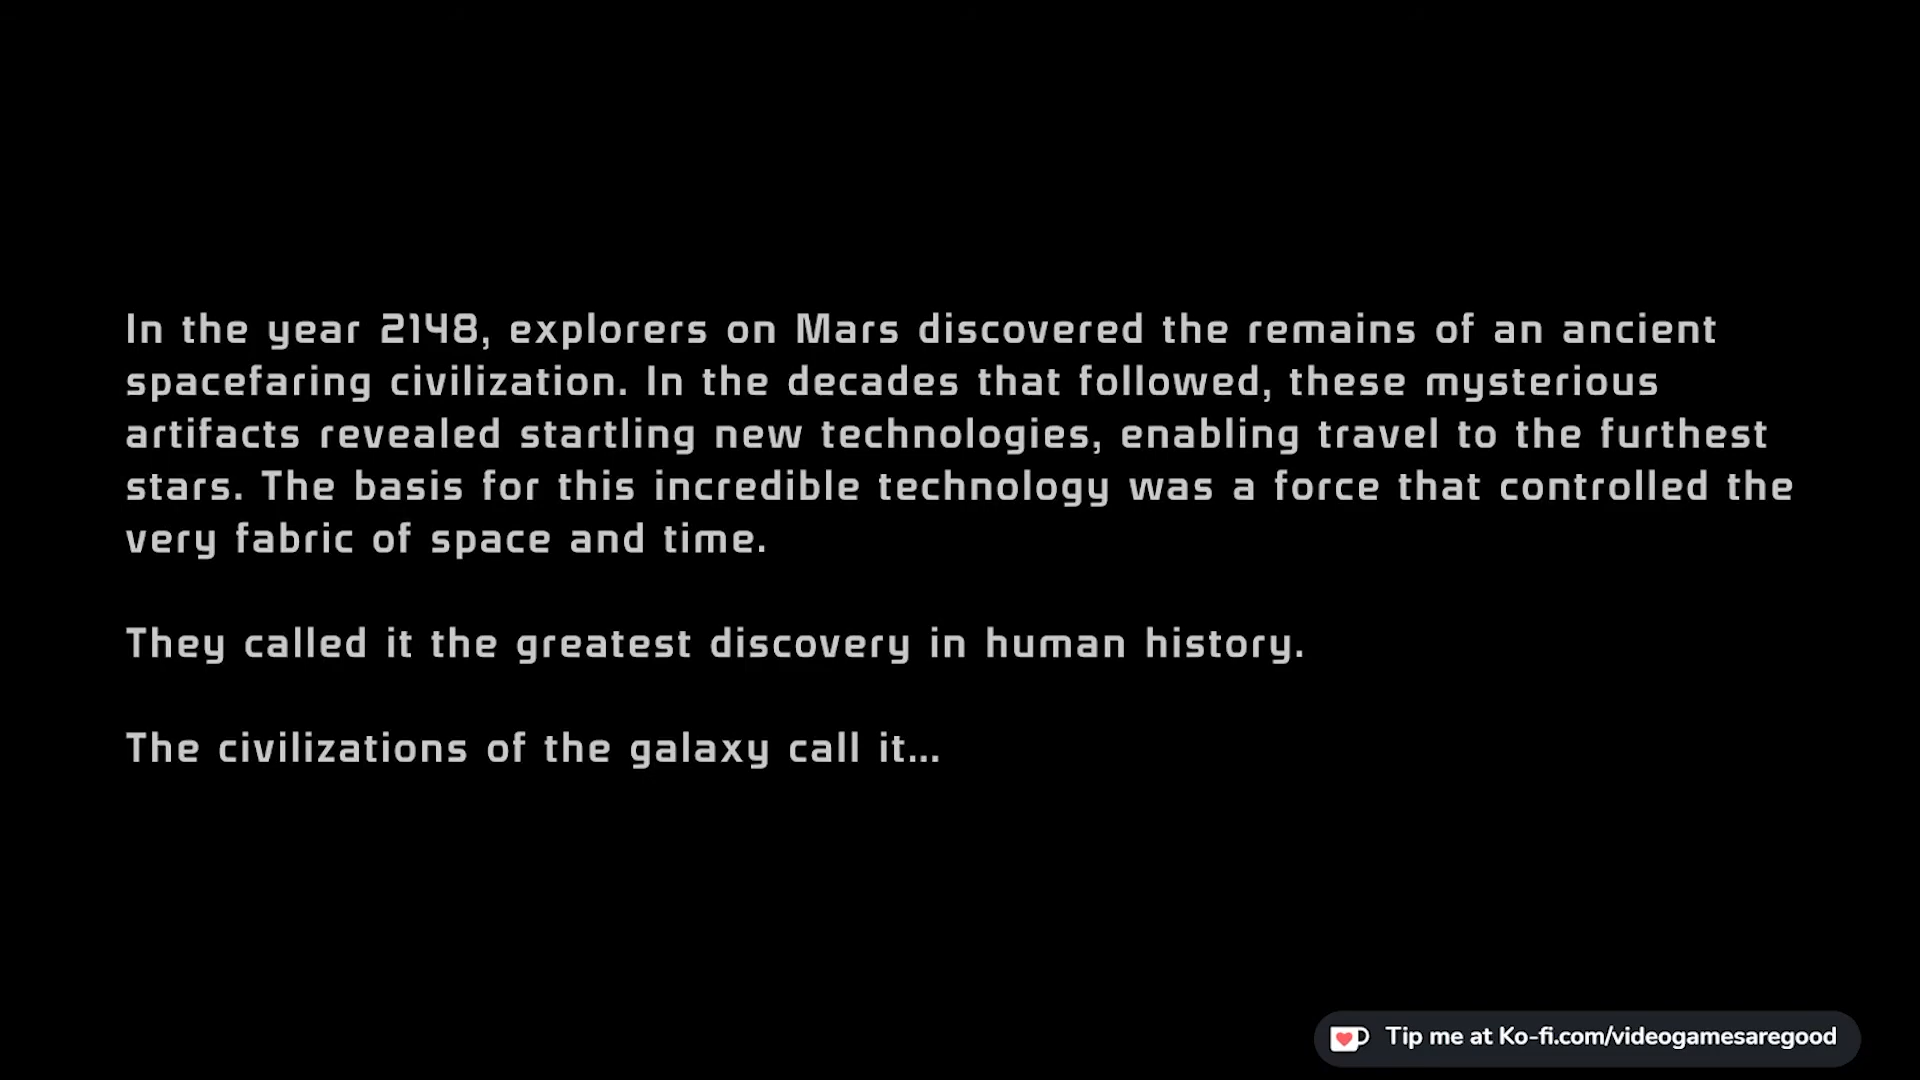 In the year 2148, explorers on Mars discovered the remains of an ancient
spacefaring civilization. In the decades that followed, these mysterious
artifacts revealed startling new technologies, enabling travel to the furthest
stars. The basis for this incredible technology was a force that controlled the
very fabric of space and time.
They called it the greatest discovery in human history.
The civilizations of the galaxy call it...
Tip me at Ko-fi.com/videogamesaregood